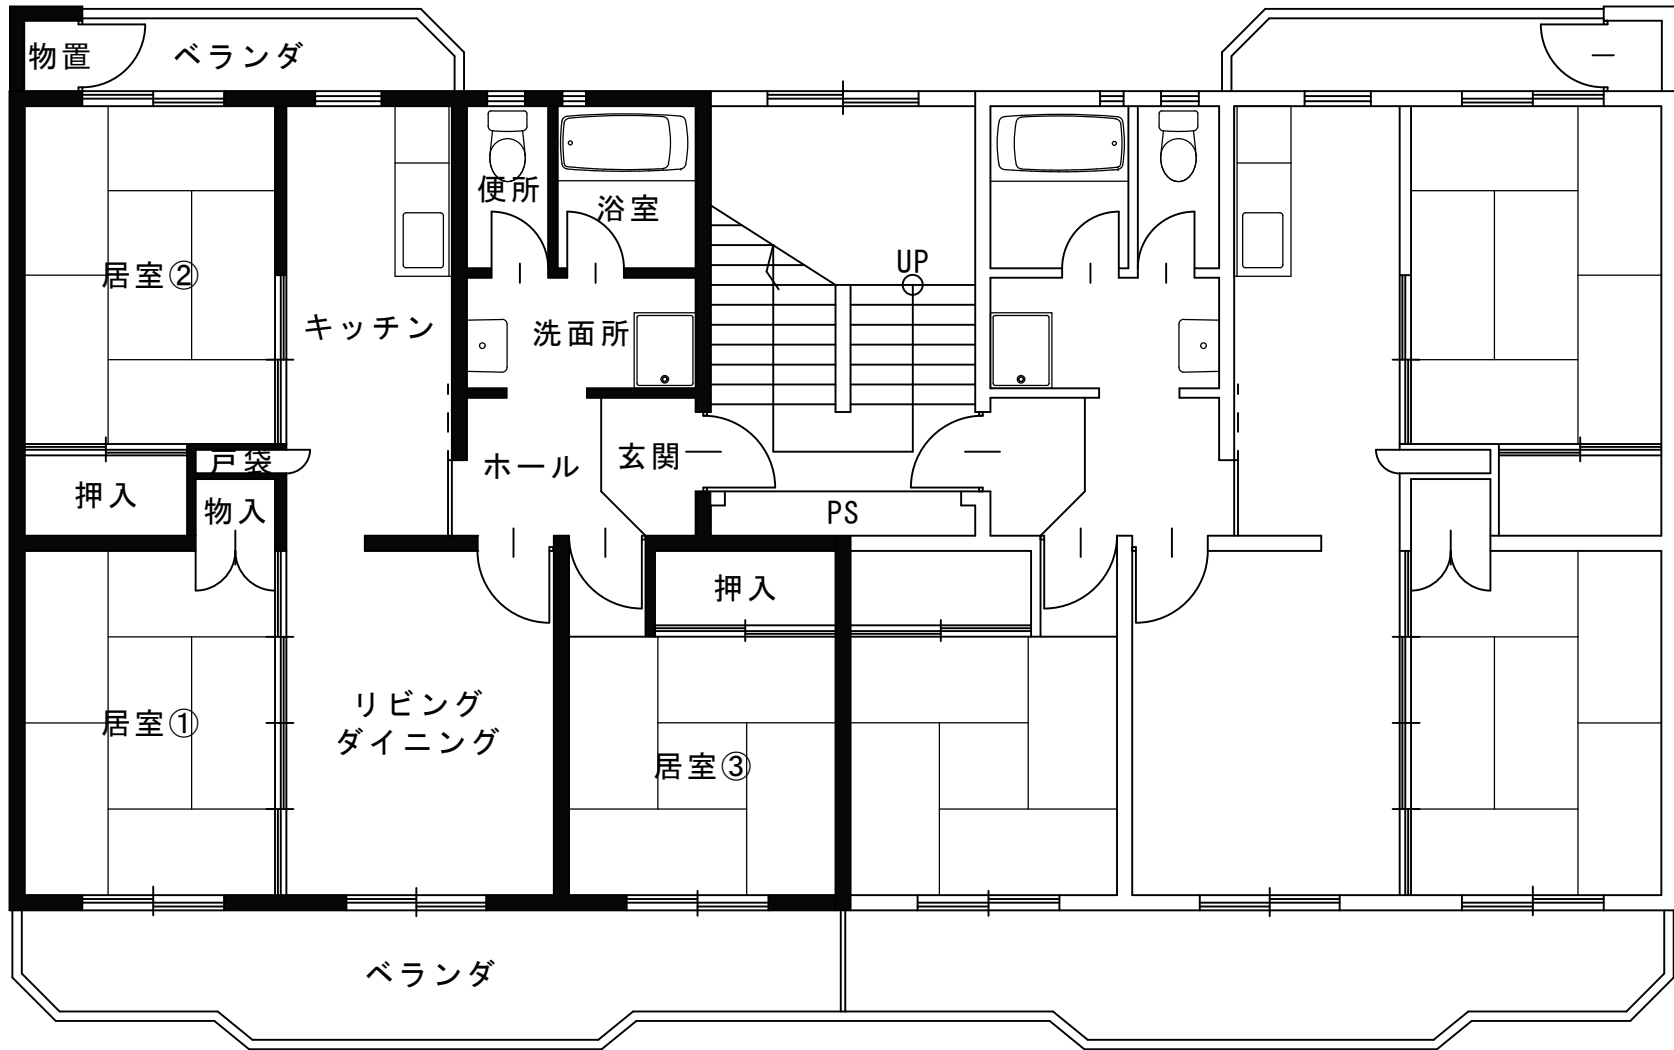 物置
ベランダ
便所
浴室
居室②
UP
キッチン
洗面所
戸袋
ホール
玄関
押入
物入
PS
押入
リビング
ダイニング
居室①
居室③
ベランダ